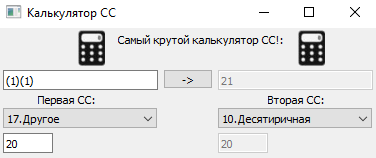 Калькулятор СС
Самый крутой калькулятор СС!:
(1)(1) -> 21
Первая СС: Вторая СС:
17.Другое 10.Десятиричная
20 20